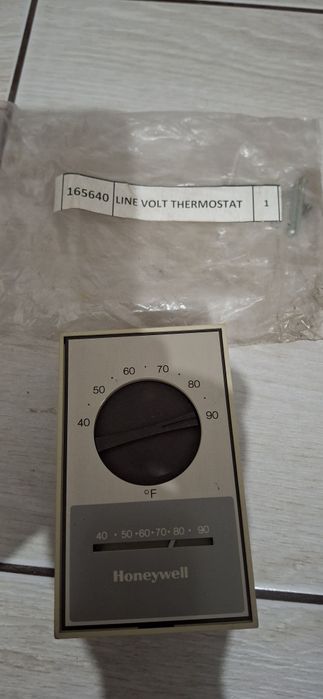 165640 LINE VOLT THERMOSTAT 1
40 50 60 70 80 90
°F
40 • 50 • 60 • 70 • 80 • 90
Honeywell